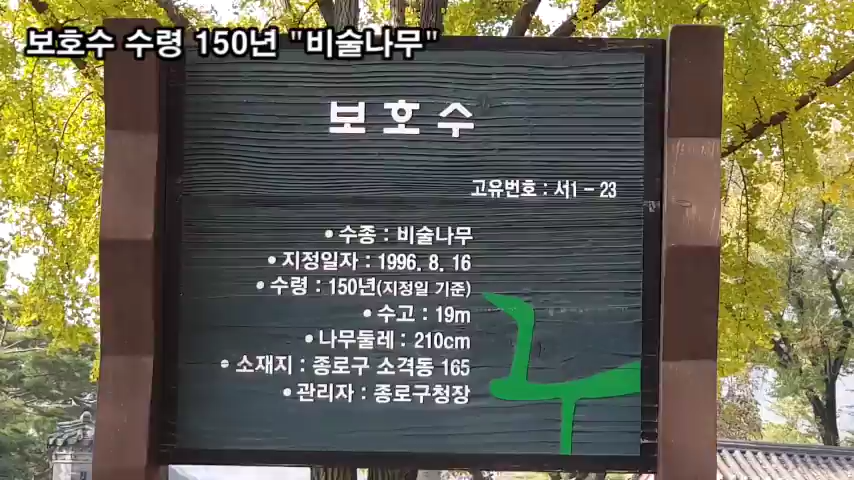 보호수 수령 150년 "비술나무"
보호수
고유번호 : 서1 - 23
• 수종 : 비술나무
• 지정일자 : 1996. 8. 16
• 수령 : 150년(지정일 기준)
• 수고 : 19m
• 나무둘레 : 210cm
• 소재지 : 종로구 소격동 165
• 관리자 : 종로구청장